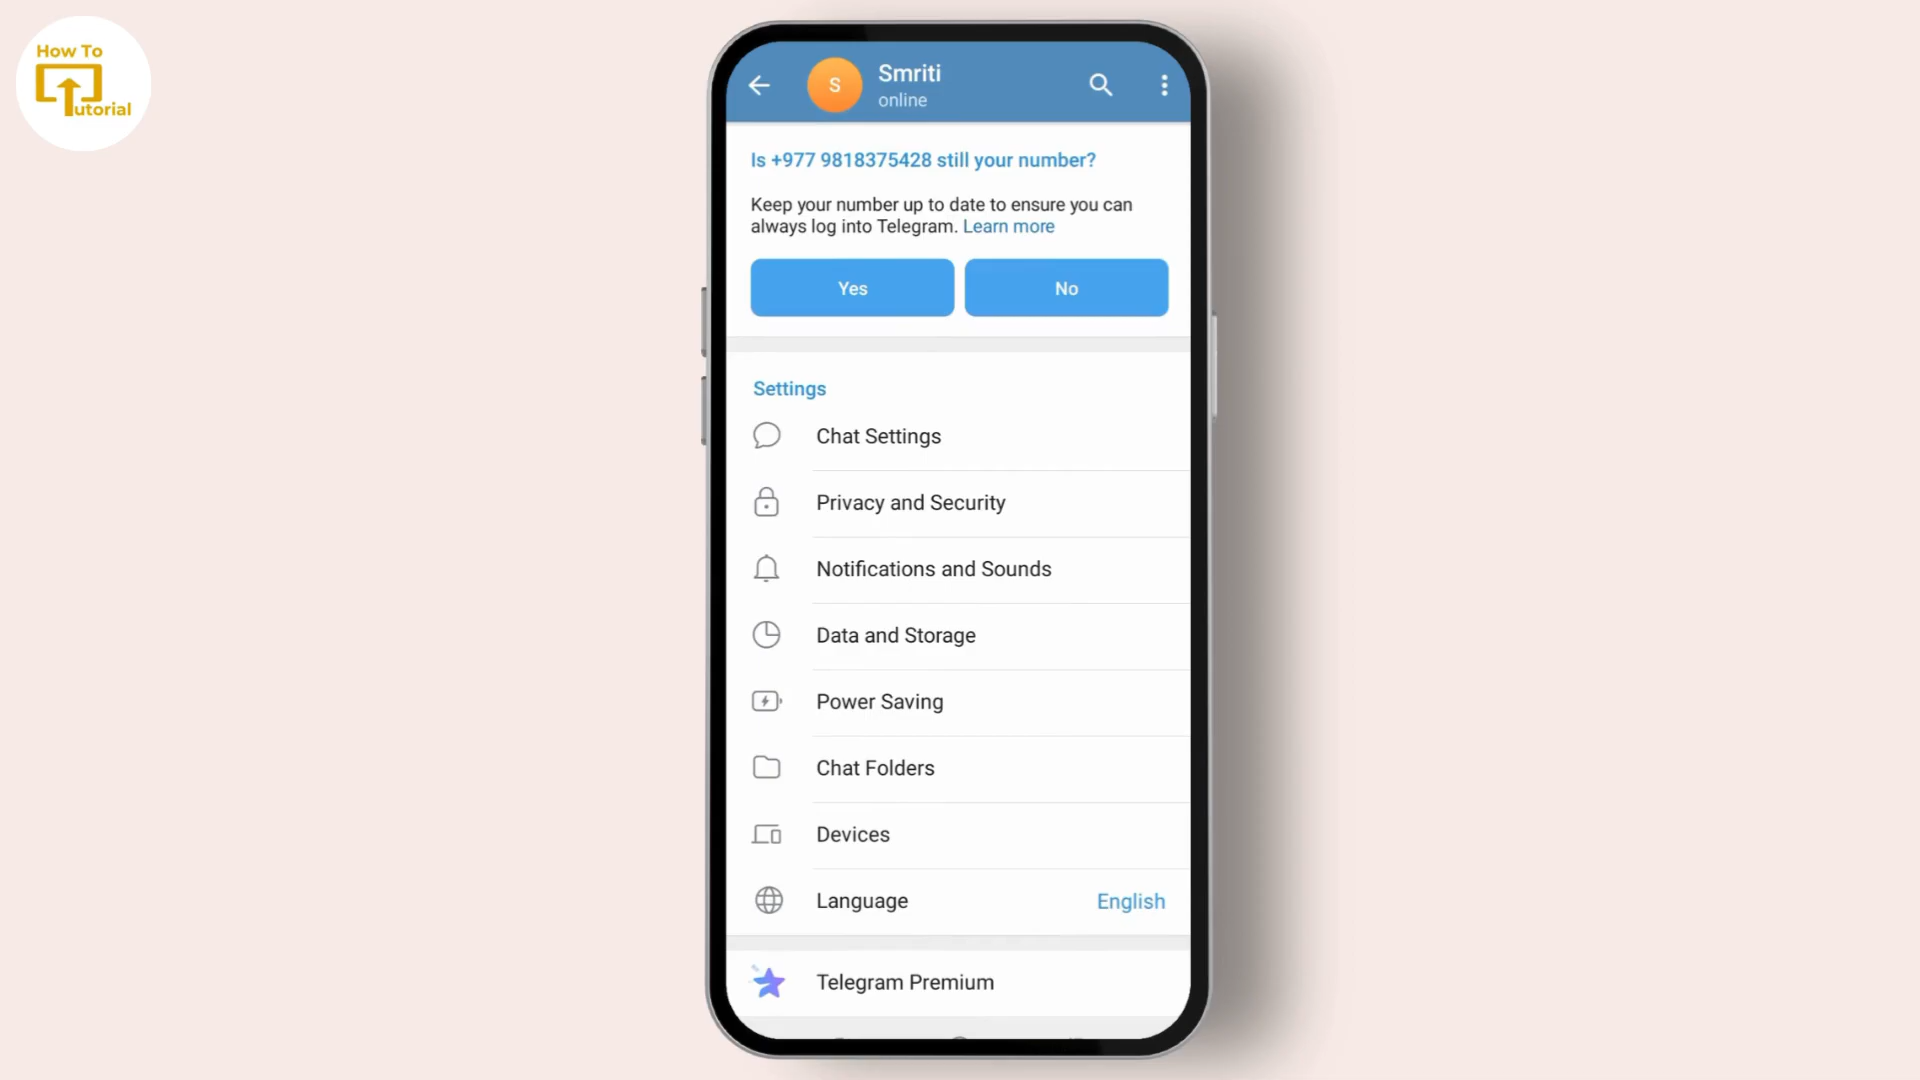 How To
utorial
S
Smriti
online
Is +977 9818375428 still your number?
Keep your number up to date to ensure you can
always log into Telegram. Learn more
Yes
No
Settings
Chat Settings
Privacy and Security
Notifications and Sounds
Data and Storage
Power Saving
Chat Folders
Devices
Language
English
Telegram Premium